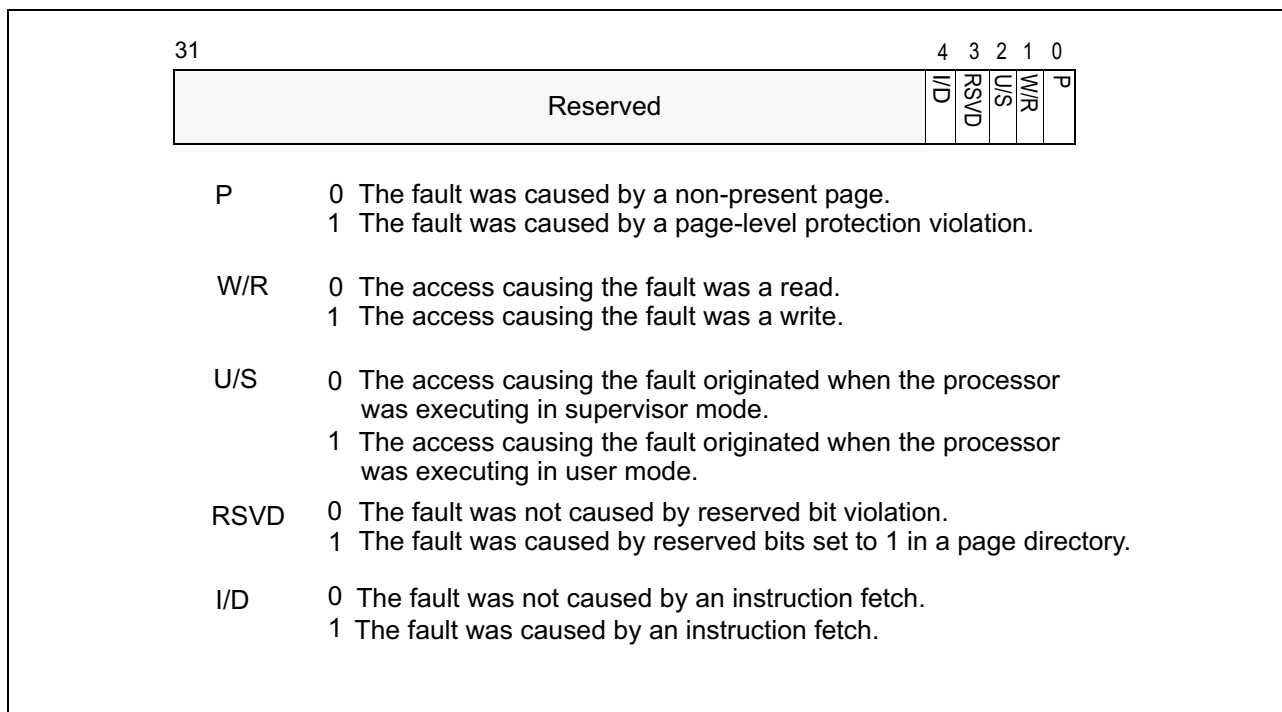 31 4 3 2 1 0
Reserved I/D RSVD U/S W/R P
P 0 The fault was caused by a non-present page.
1 The fault was caused by a page-level protection violation.
W/R 0 The access causing the fault was a read.
1 The access causing the fault was a write.
U/S 0 The access causing the fault originated when the processor
was executing in supervisor mode.
1 The access causing the fault originated when the processor
was executing in user mode.
RSVD 0 The fault was not caused by reserved bit violation.
1 The fault was caused by reserved bits set to 1 in a page directory.
I/D 0 The fault was not caused by an instruction fetch.
1 The fault was caused by an instruction fetch.